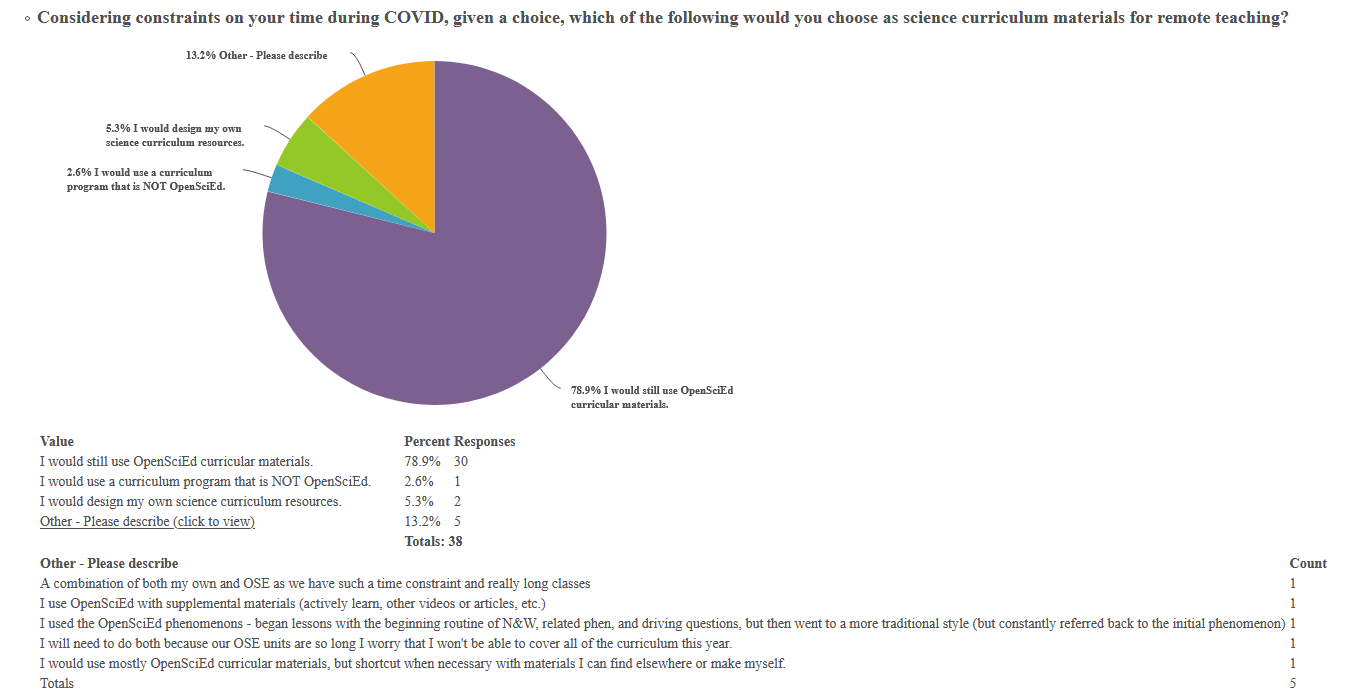 Considering constraints on your time during COVID, given a choice, which of the following would you choose as science curriculum materials for remote teaching?
13.2% Other - Please describe
5.3% I would design my own
science curriculum resources.
2.6% I would use a curriculum
program that is NOT OpenSciEd.
78.9% I would still use OpenSciEd
curricular materials.
Value Percent Responses
I would still use OpenSciEd curricular materials. 78.9% 30
I would use a curriculum program that is NOT OpenSciEd. 2.6% 1
I would design my own science curriculum resources. 5.3% 2
Other - Please describe (click to view) 13.2% 5
Totals: 38
Other - Please describe Count
A combination of both my own and OSE as we have such a time constraint and really long classes 1
I use OpenSciEd with supplemental materials (actively learn, other videos or articles, etc.) 1
I used the OpenSciEd phenomenons - began lessons with the beginning routine of N&W, related phen, and driving questions, but then went to a more traditional style (but constantly referred back to the initial phenomenon) 1
I will need to do both because our OSE units are so long I worry that I won't be able to cover all of the curriculum this year. 1
I would use mostly OpenSciEd curricular materials, but shortcut when necessary with materials I can find elsewhere or make myself. 1
Totals 5